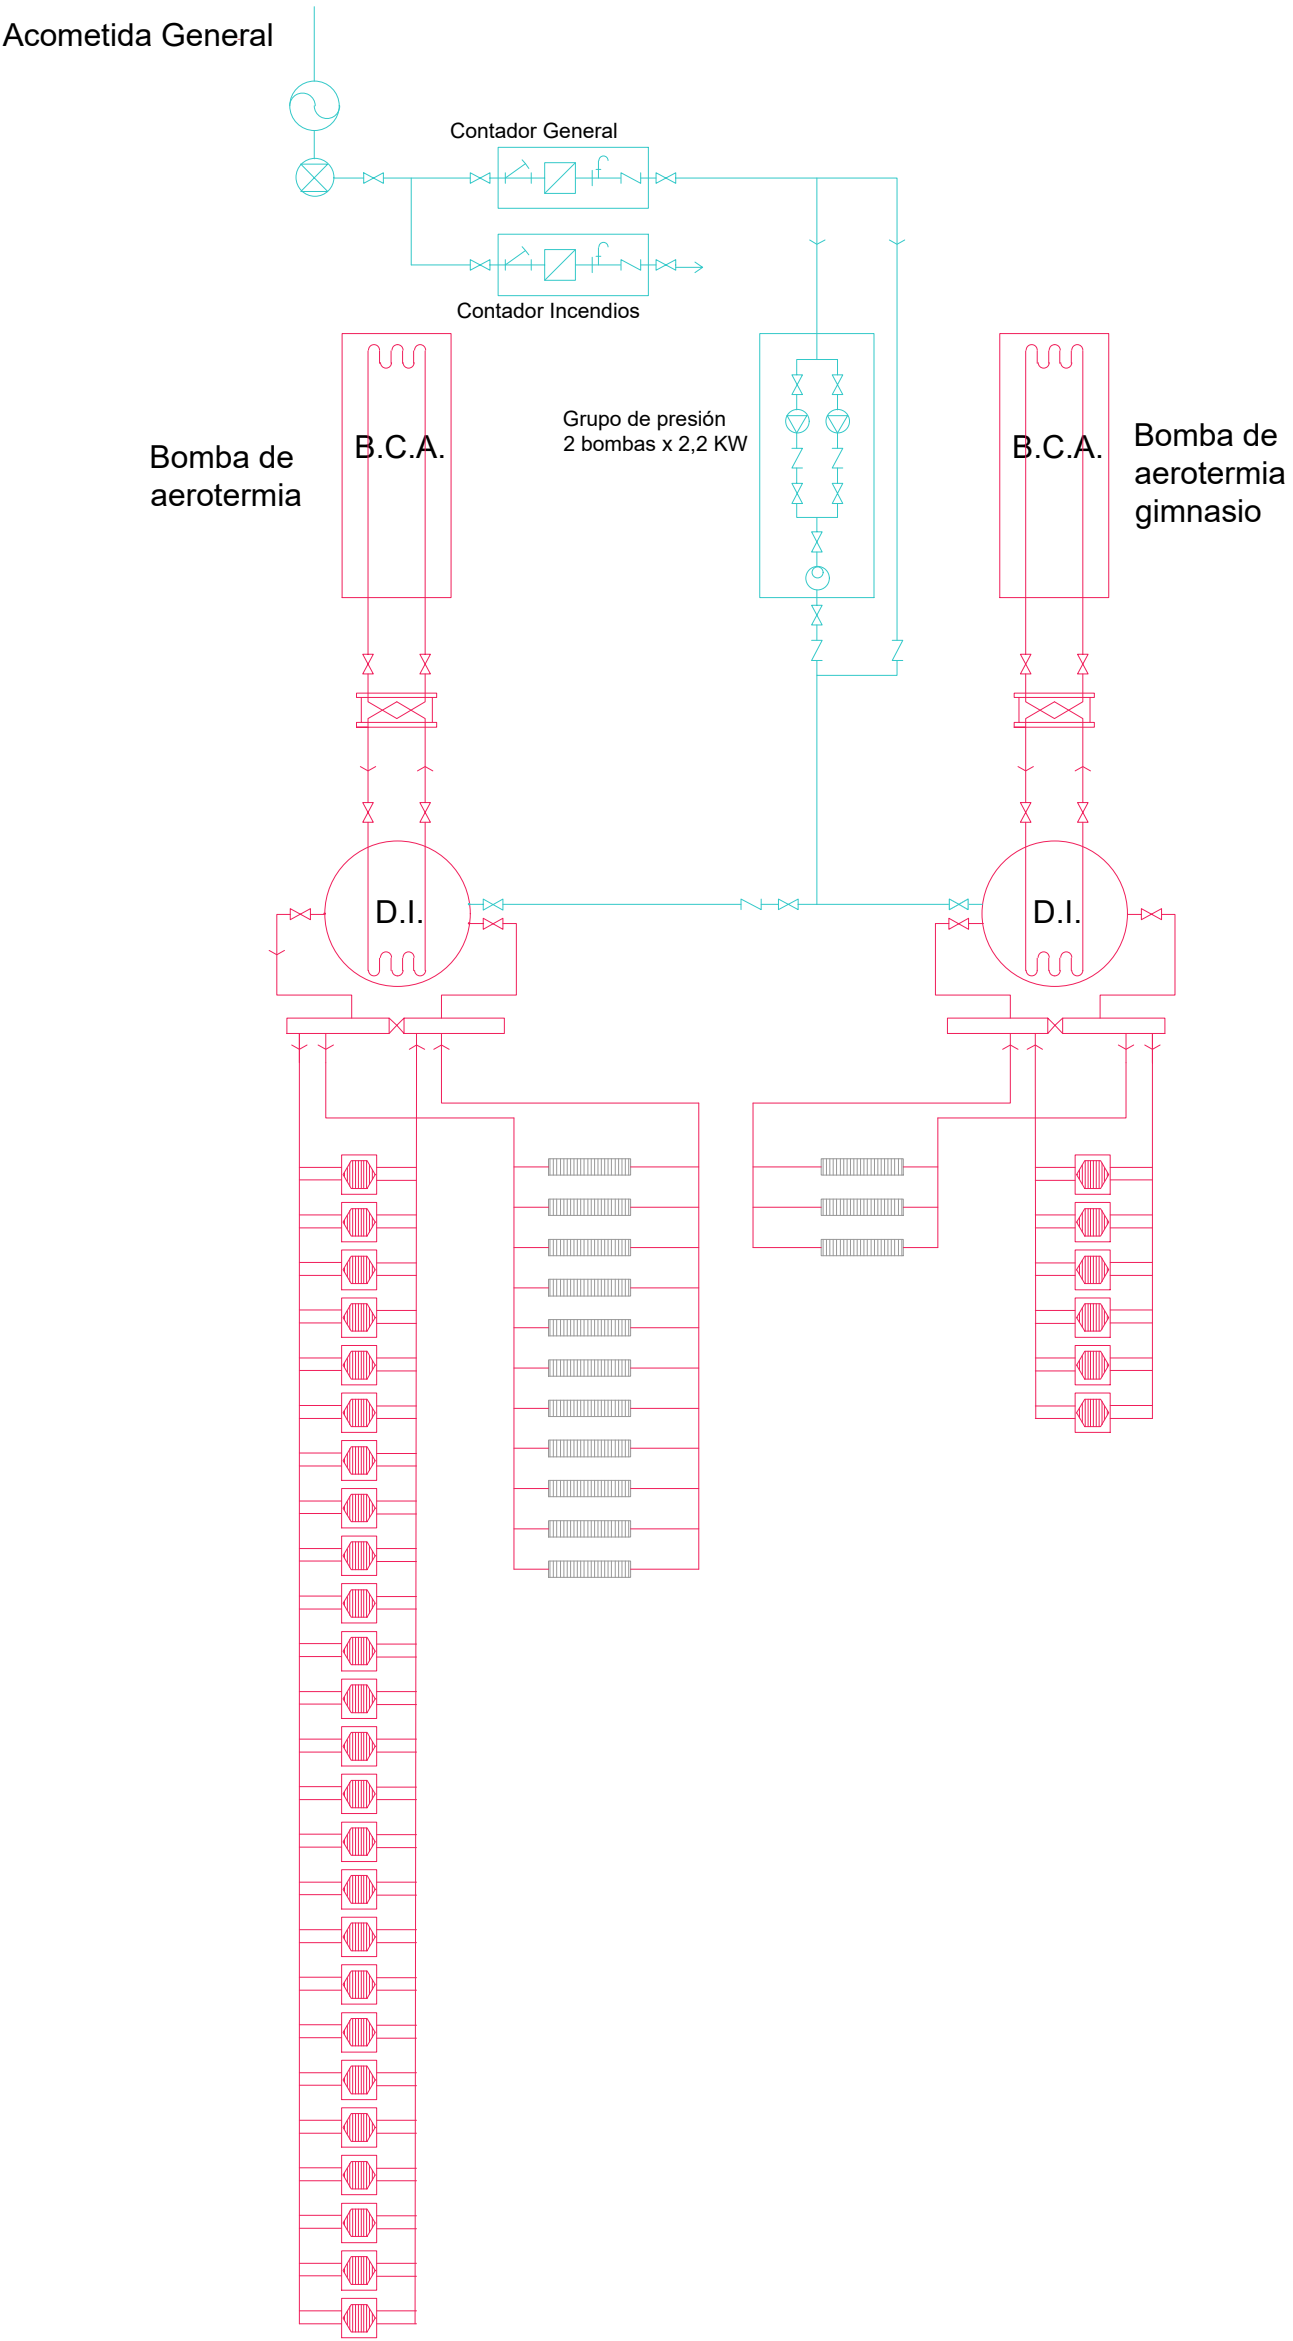 Acometida General
Contador General
Contador Incendios
Grupo de presión
2 bombas x 2,2 KW
Bomba de
aerotermia
B.C.A.
B.C.A.
Bomba de
aerotermia
gimnasio
D.I.
D.I.